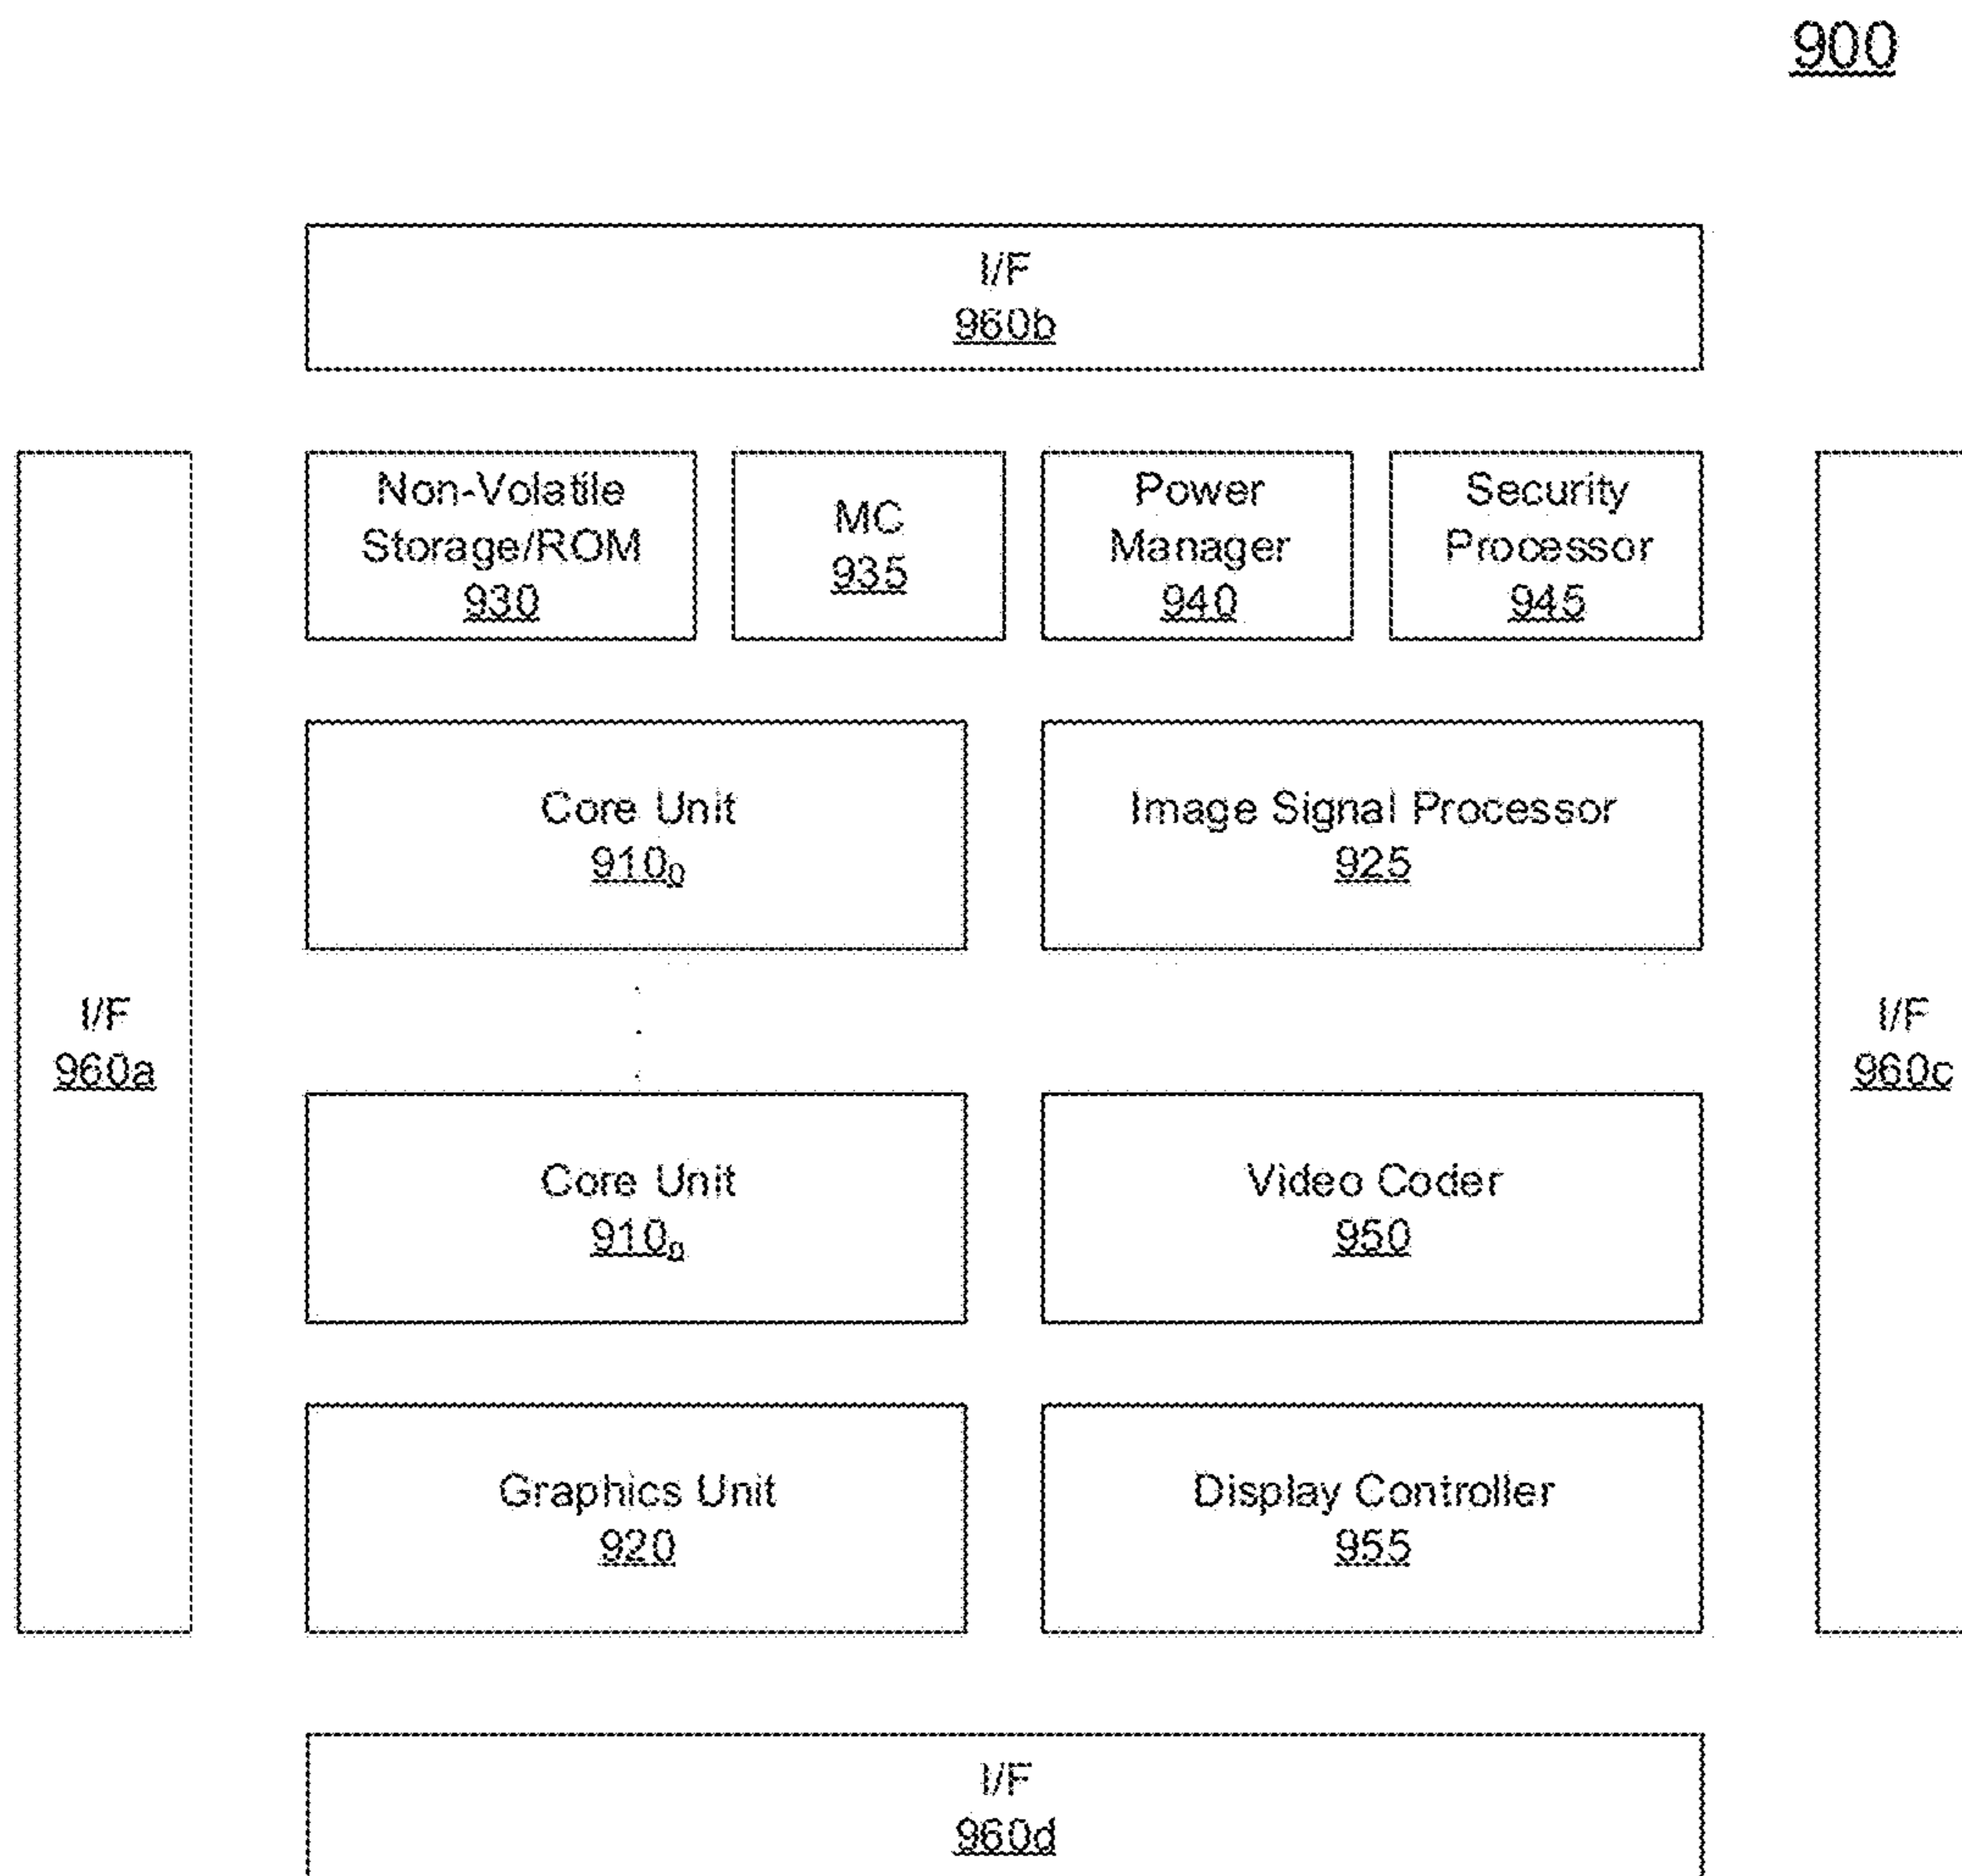 900
I/F
960b
Non-Volatile
Storage/ROM
930
MC
935
Power
Manager
940
Security
Processor
945
Core Unit
910₀
Image Signal Processor
925
I/F
960a
I/F
960c
Core Unit
910ₙ
Video Coder
950
Graphics Unit
920
Display Controller
955
I/F
960d